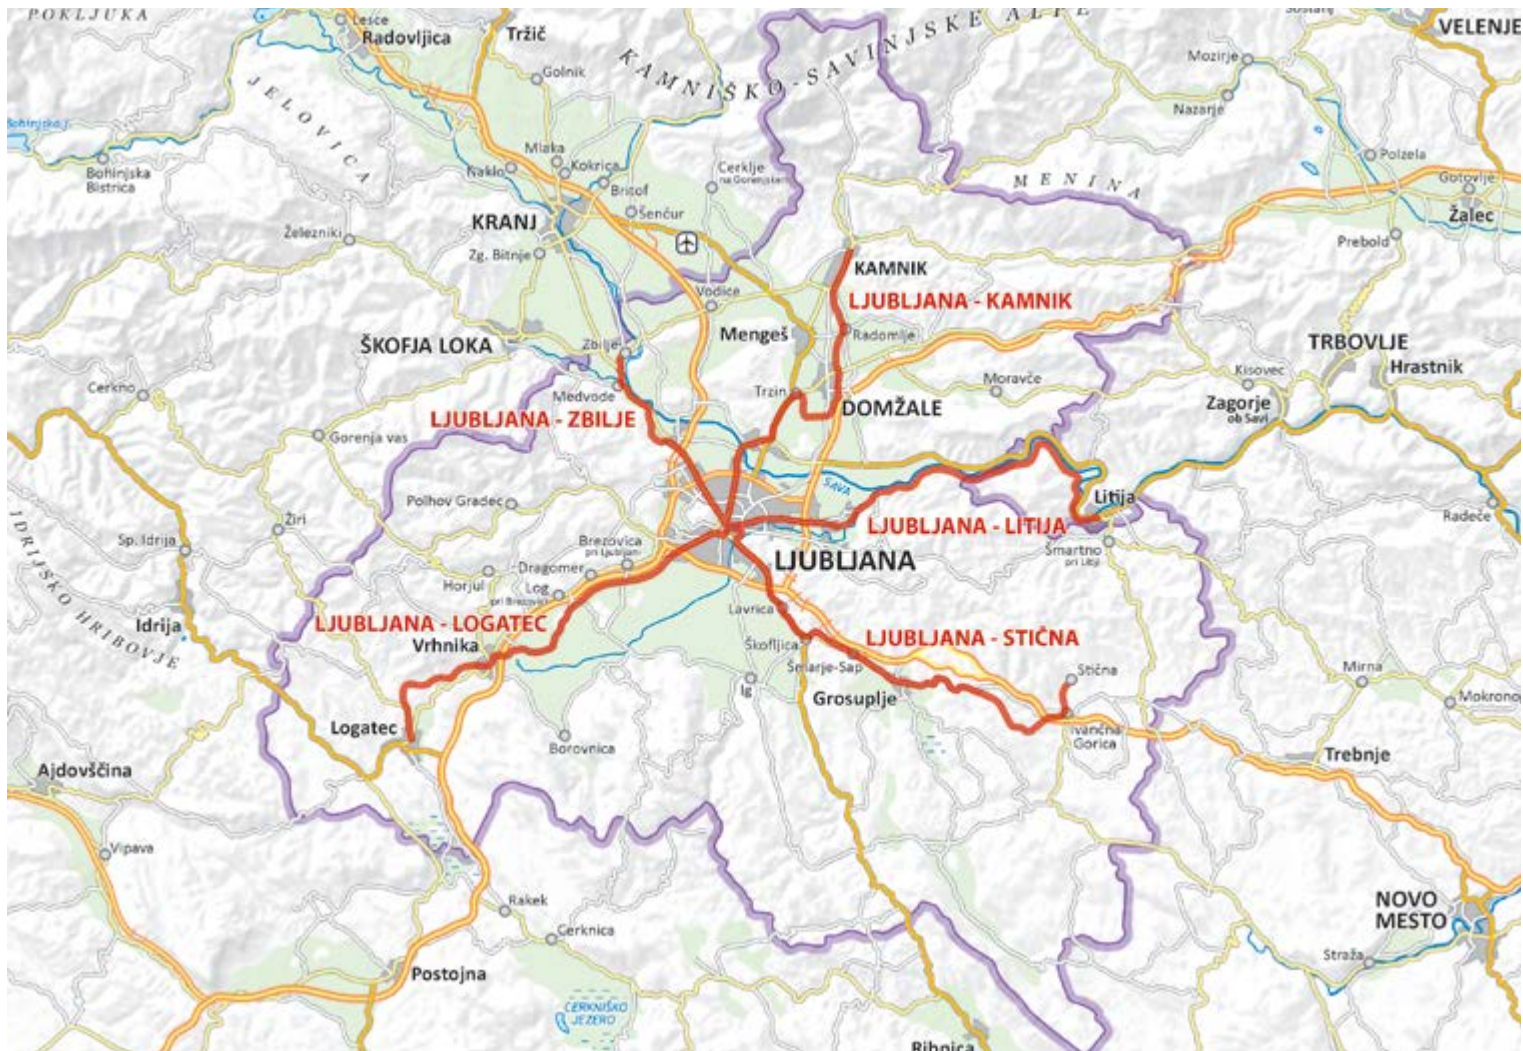 POKLJUKA
Lesce
Radovljica
Tržič
KAMNIŠKO-SAVINJSKE ALPE
VELENJE
Mozirje
Golnik
JELOVICA
Nazarje
Bohinjska
Bistrica
Mlaka
Kokrica
Naklo
Britof
Cerklje
na Gorenjskem
MENINA
Polzela
Gotovlje
Žalec
Šenčur
KRANJ
Železniki
Zg. Bitnje
Prebold
KAMNIK
Vodice
LJUBLJANA - KAMNIK
Mengeš
Radomlje
ŠKOFJA LOKA
Zbilje
TRBOVLJE
Hrastnik
Cerkno
Medvode
Trzin
Moravče
Kisovec
Zagorje
ob Savi
DOMŽALE
LJUBLJANA - ZBILJE
Gorenja vas
SAVA
Polhov Gradec
Litija
Radeče
IDRIJSKO HRIBOVJE
Žiri
LJUBLJANA - LITIJA
Sp. Idrija
Brezovica
pri Ljubljani
Šmartno
pri Litiji
LJUBLJANA
Dragomer
Horjul
Log
pri Brezovici
Lavrica
Idrija
LJUBLJANA - LOGATEC
Vrhnika
Škofljica
LJUBLJANA - STIČNA
Šmarje-Sap
Stična
Mirna
Ig
Grosuplje
Mokronog
Logatec
Borovnica
Ivančna
Gorica
Trebnje
Ajdovščina
Vipava
Rakek
Cerknica
NOVO
MESTO
Straža
Postojna
CERKNIŠKO
JEZERO
Ribnica